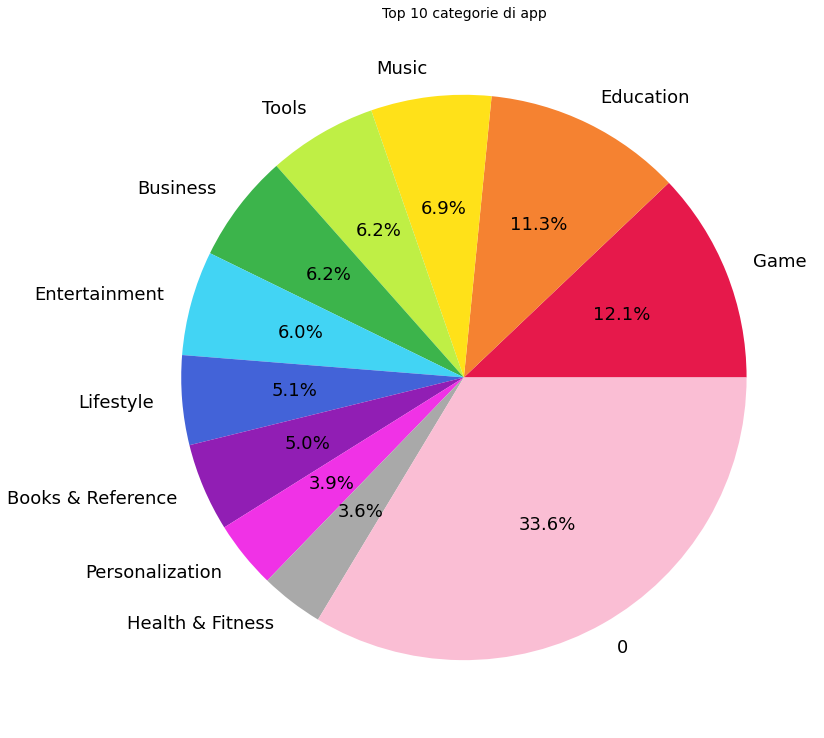 Top 10 categorie di app
Music
Education
Tools
Business
Game
Entertainment
Lifestyle
Books & Reference
Personalization
Health & Fitness
0
6.9%
11.3%
6.2%
6.2%
12.1%
6.0%
5.1%
5.0%
3.9%
3.6%
33.6%